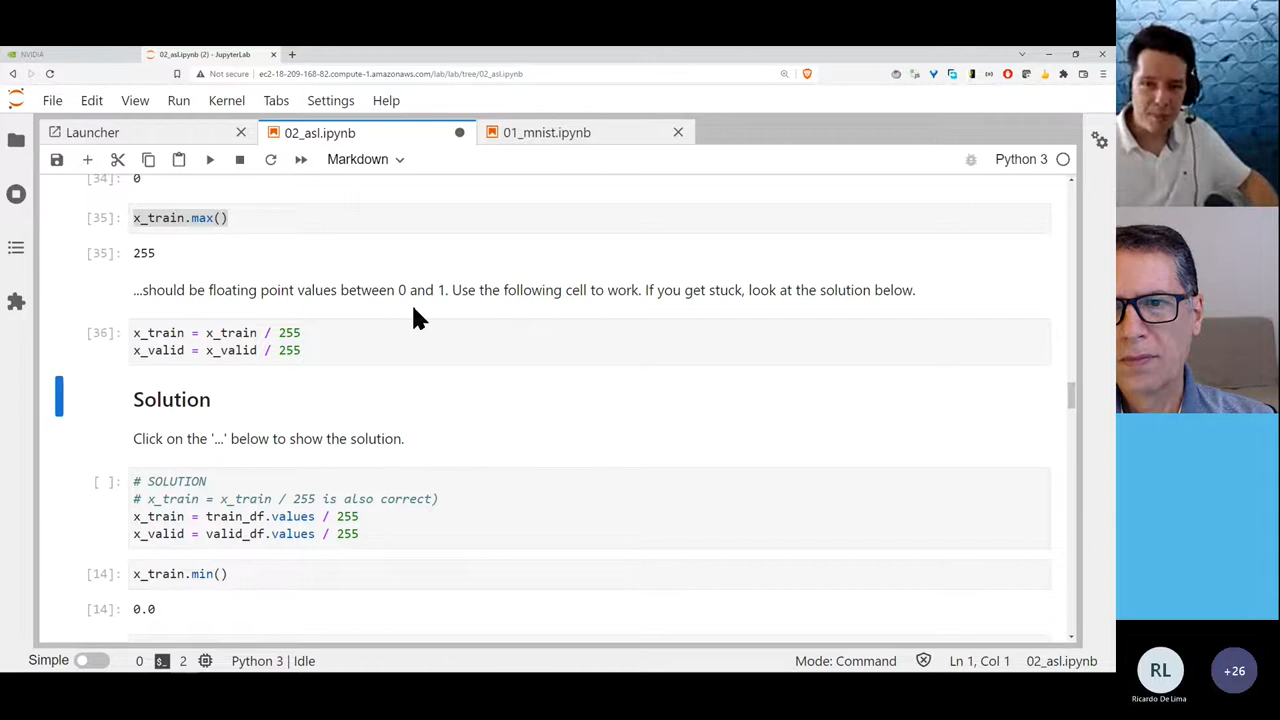 NVIDIA
02_asl.ipynb (2) - JupyterLab
Not secure
ec2-18-209-168-82.compute-1.amazonaws.com/lab/lab/tree/02_asl.ipynb
File Edit View Run Kernel Tabs Settings Help
Launcher
02_asl.ipynb
01_mnist.ipynb
Markdown
Python 3
[34]: 0
[35]: x_train.max()
[35]: 255
...should be floating point values between 0 and 1. Use the following cell to work. If you get stuck, look at the solution below.
[36]: x_train = x_train / 255
x_valid = x_valid / 255
Solution
Click on the '...' below to show the solution.
[ ]: # SOLUTION
# x_train = x_train / 255 is also correct)
x_train = train_df.values / 255
x_valid = valid_df.values / 255
[14]: x_train.min()
[14]: 0.0
Simple 0 $_ 2 Python 3 | Idle Mode: Command Ln 1, Col 1 02_asl.ipynb
RL
Ricardo De Lima
+26